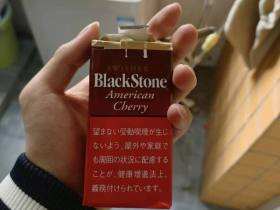 SWISHER
BlackStone
American
Cherry
望まない受動喫煙が生じ
ないよう、屋外や家庭で
も周囲の状況に配慮する
ことが、健康増進法上、
義務付けられています。